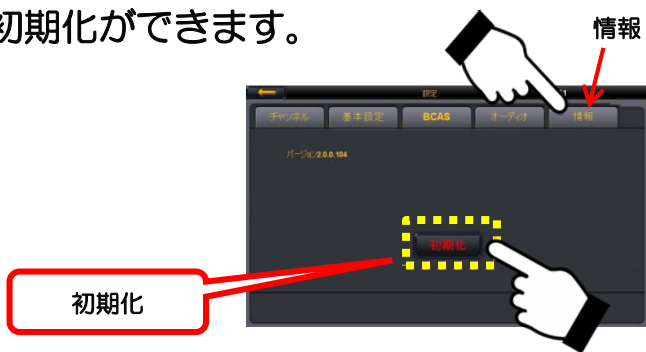 初期化ができます。
情報
設定
チャンネル 基本設定 BCAS オーディオ 情報
バージョン:2.0.0.104
初期化
初期化